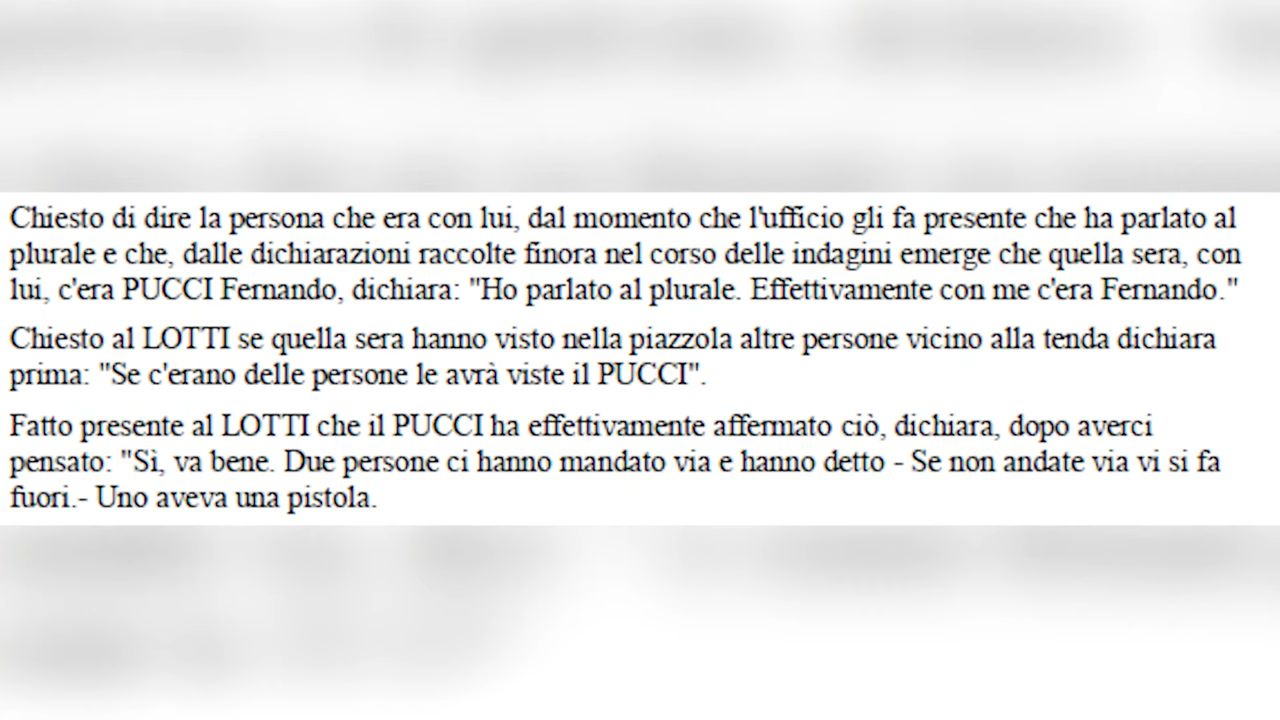 Chiesto di dire la persona che era con lui, dal momento che l'ufficio gli fa presente che ha parlato al
plurale e che, dalle dichiarazioni raccolte finora nel corso delle indagini emerge che quella sera, con
lui, c'era PUCCI Fernando, dichiara: "Ho parlato al plurale. Effettivamente con me c'era Fernando."
Chiesto al LOTTI se quella sera hanno visto nella piazzola altre persone vicino alla tenda dichiara
prima: "Se c'erano delle persone le avrà viste il PUCCI".
Fatto presente al LOTTI che il PUCCI ha effettivamente affermato ciò, dichiara, dopo averci
pensato: "Sì, va bene. Due persone ci hanno mandato via e hanno detto - Se non andate via vi si fa
fuori.- Uno aveva una pistola.